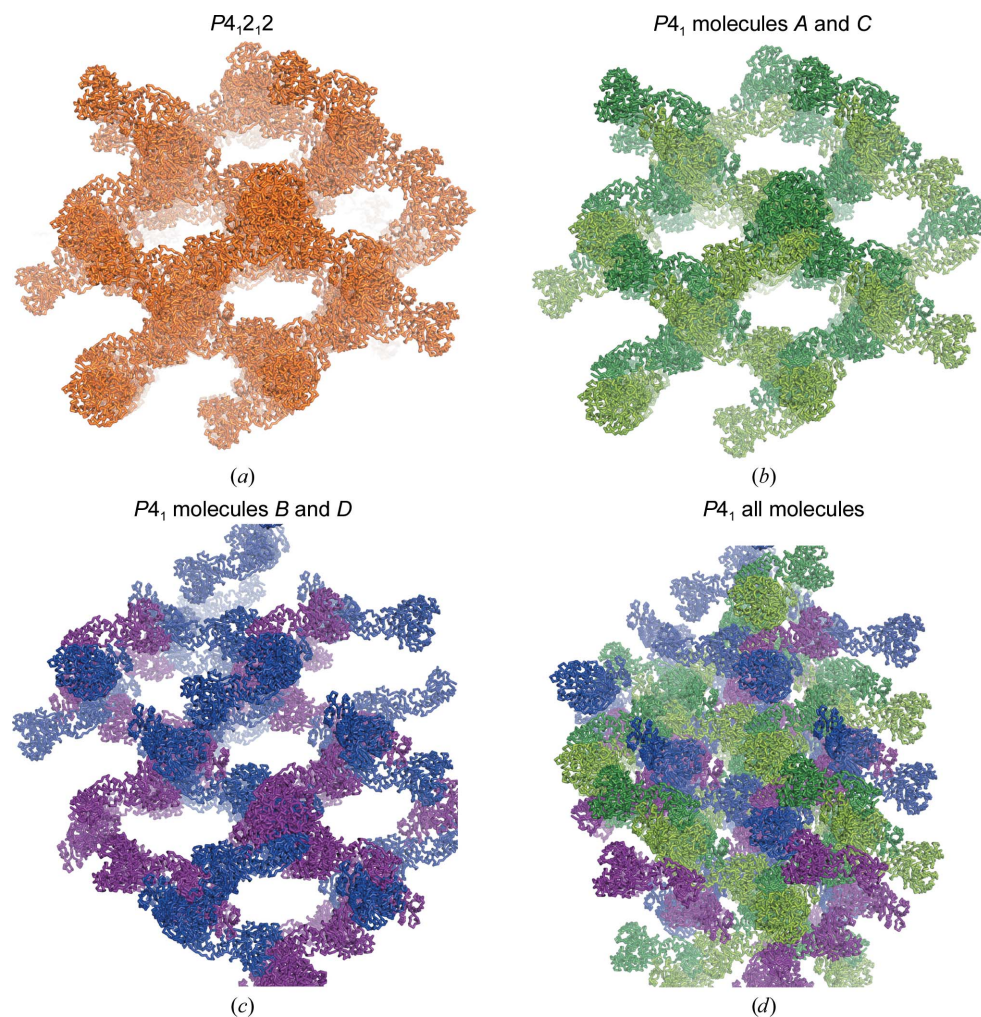 P4₁2₁2
P4₁ molecules A and C
(a)
(b)
P4₁ molecules B and D
P4₁ all molecules
(c)
(d)